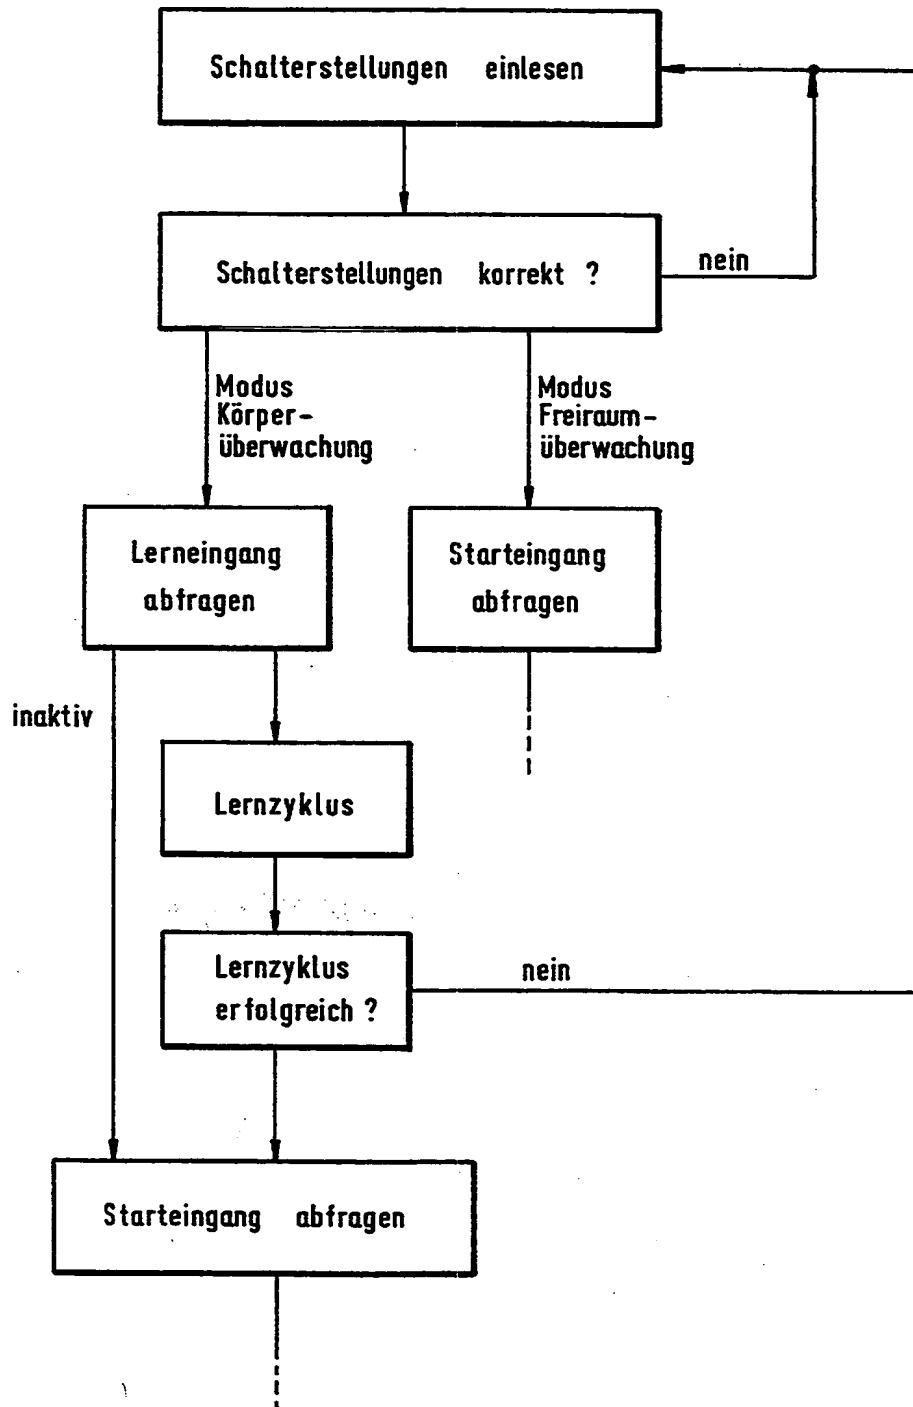 Schalterstellungen einlesen
Schalterstellungen korrekt ?
nein
Modus
Körper-
überwachung
Modus
Freiraum-
überwachung
Lerneingang
abfragen
Starteingang
abfragen
inaktiv
Lernzyklus
Lernzyklus
erfolgreich ?
nein
Starteingang abfragen